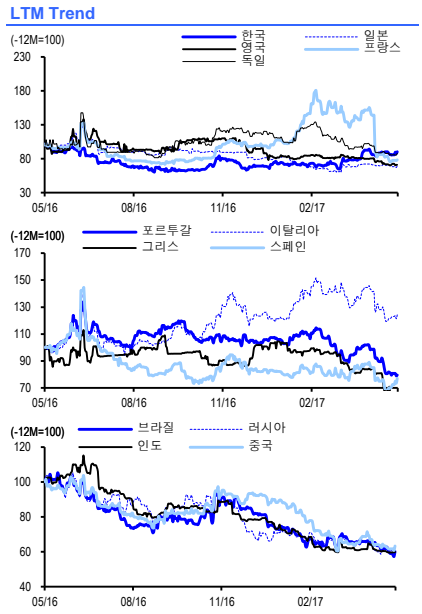 LTM Trend
(-12M=100)
한국
일본
영국
프랑스
독일
230
180
130
80
30
05/16 08/16 11/16 02/17
(-12M=100)
포르투갈
이탈리아
그리스
스페인
170
150
130
110
90
70
05/16 08/16 11/16 02/17
(-12M=100)
브라질
러시아
인도
중국
120
100
80
60
40
05/16 08/16 11/16 02/17